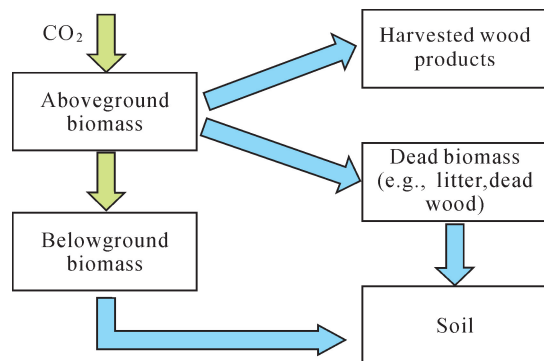 CO₂
Aboveground
biomass
Belowground
biomass
Harvested wood
products
Dead biomass
(e.g., litter,dead
wood)
Soil